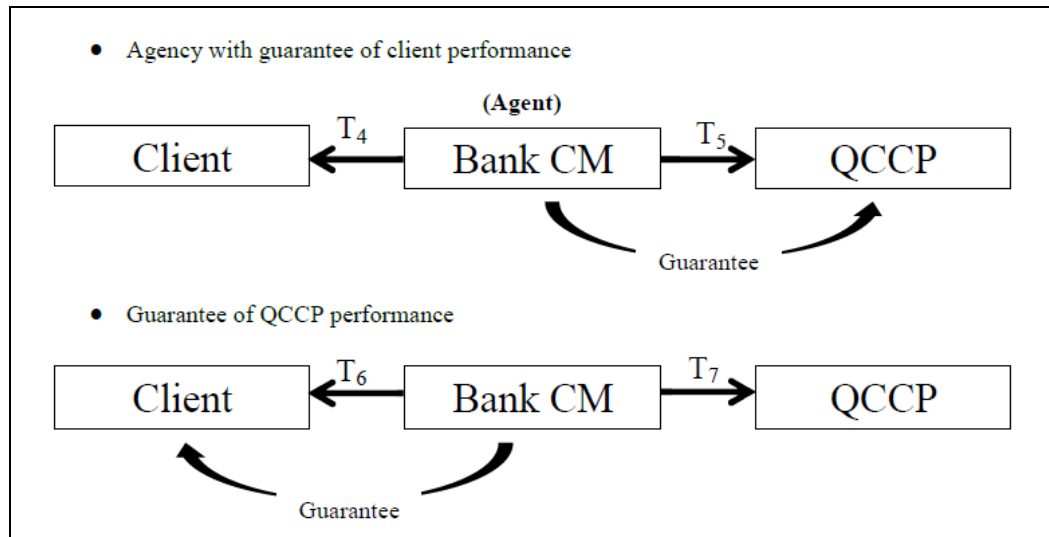 ● Agency with guarantee of client performance
(Agent)
Client T₄ Bank CM T₅ QCCP
Guarantee
● Guarantee of QCCP performance
Client T₆ Bank CM T₇ QCCP
Guarantee